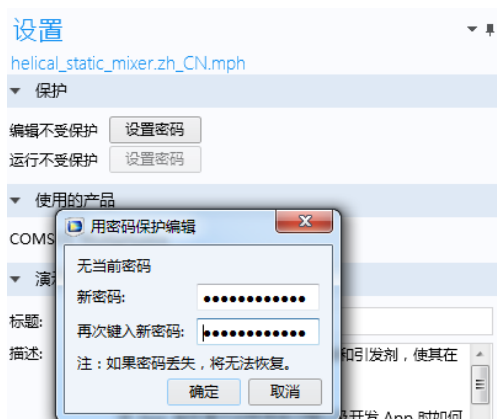 设置
helical_static_mixer.zh_CN.mph
保护
编辑不受保护 设置密码
运行不受保护 设置密码
使用的产品
COMS
用密码保护编辑
无当前密码
新密码: ●●●●●●●●●●●●
再次键入新密码: ●●●●●●●●●●●●
注：如果密码丢失，将无法恢复。
确定 取消
演
标题:
描述: 和引发剂，使其在
开发 App 时如何